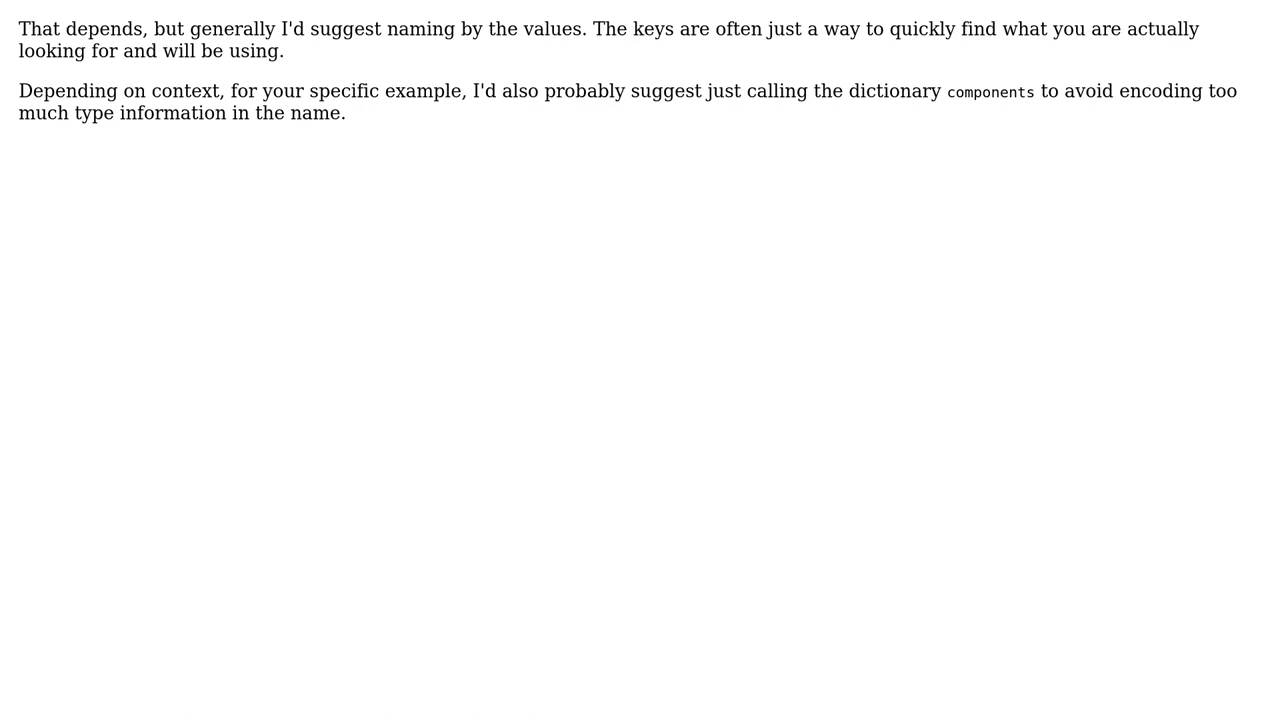 That depends, but generally I'd suggest naming by the values. The keys are often just a way to quickly find what you are actually
looking for and will be using.
Depending on context, for your specific example, I'd also probably suggest just calling the dictionary components to avoid encoding too
much type information in the name.